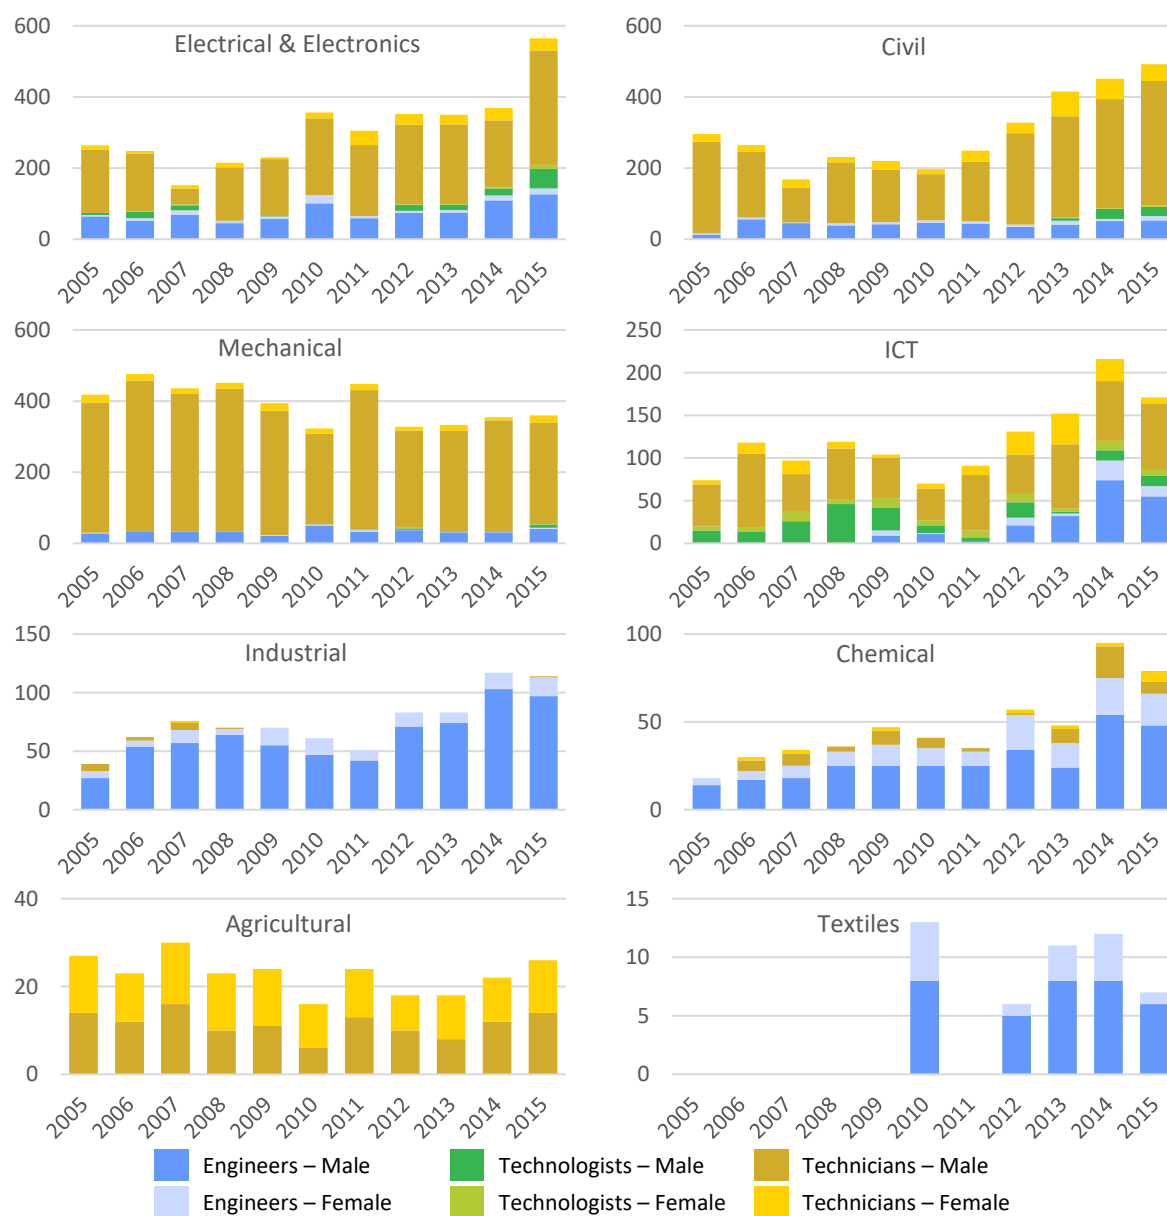 Electrical & Electronics
600
400
200
0
2005 2006 2007 2008 2009 2010 2011 2012 2013 2014 2015
Civil
600
400
200
0
2005 2006 2007 2008 2009 2010 2011 2012 2013 2014 2015
Mechanical
600
400
200
0
2005 2006 2007 2008 2009 2010 2011 2012 2013 2014 2015
ICT
250
200
150
100
50
0
2005 2006 2007 2008 2009 2010 2011 2012 2013 2014 2015
Industrial
150
100
50
0
2005 2006 2007 2008 2009 2010 2011 2012 2013 2014 2015
Chemical
100
50
0
2005 2006 2007 2008 2009 2010 2011 2012 2013 2014 2015
Agricultural
40
20
0
2005 2006 2007 2008 2009 2010 2011 2012 2013 2014 2015
Textiles
15
10
5
0
2005 2006 2007 2008 2009 2010 2011 2012 2013 2014 2015
Engineers – Male Technologists – Male Technicians – Male
Engineers – Female Technologists – Female Technicians – Female